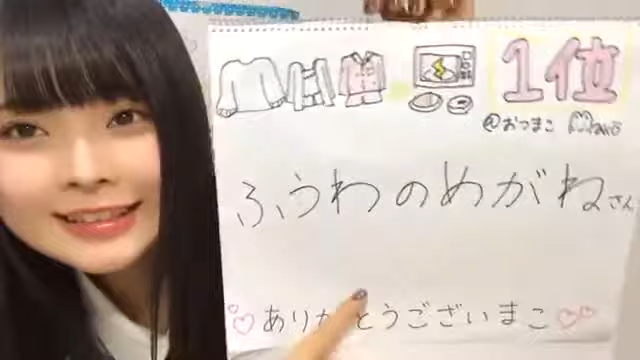 1位
@おつまこ
ふうわのめがねさん
ありがとうございまこ